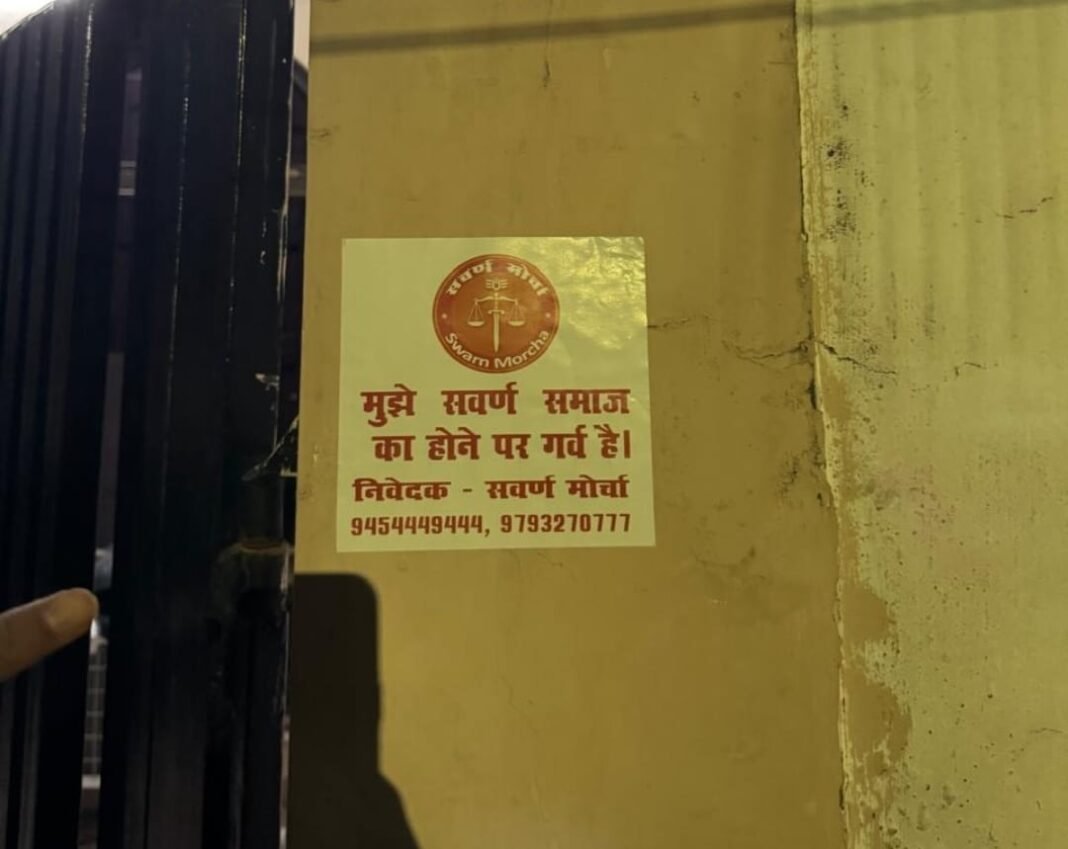 सवर्ण मोर्चा
Swarn Morcha
मुझे सवर्ण समाज
का होने पर गर्व है।
निवेदक - सवर्ण मोर्चा
9454449444, 9793270777